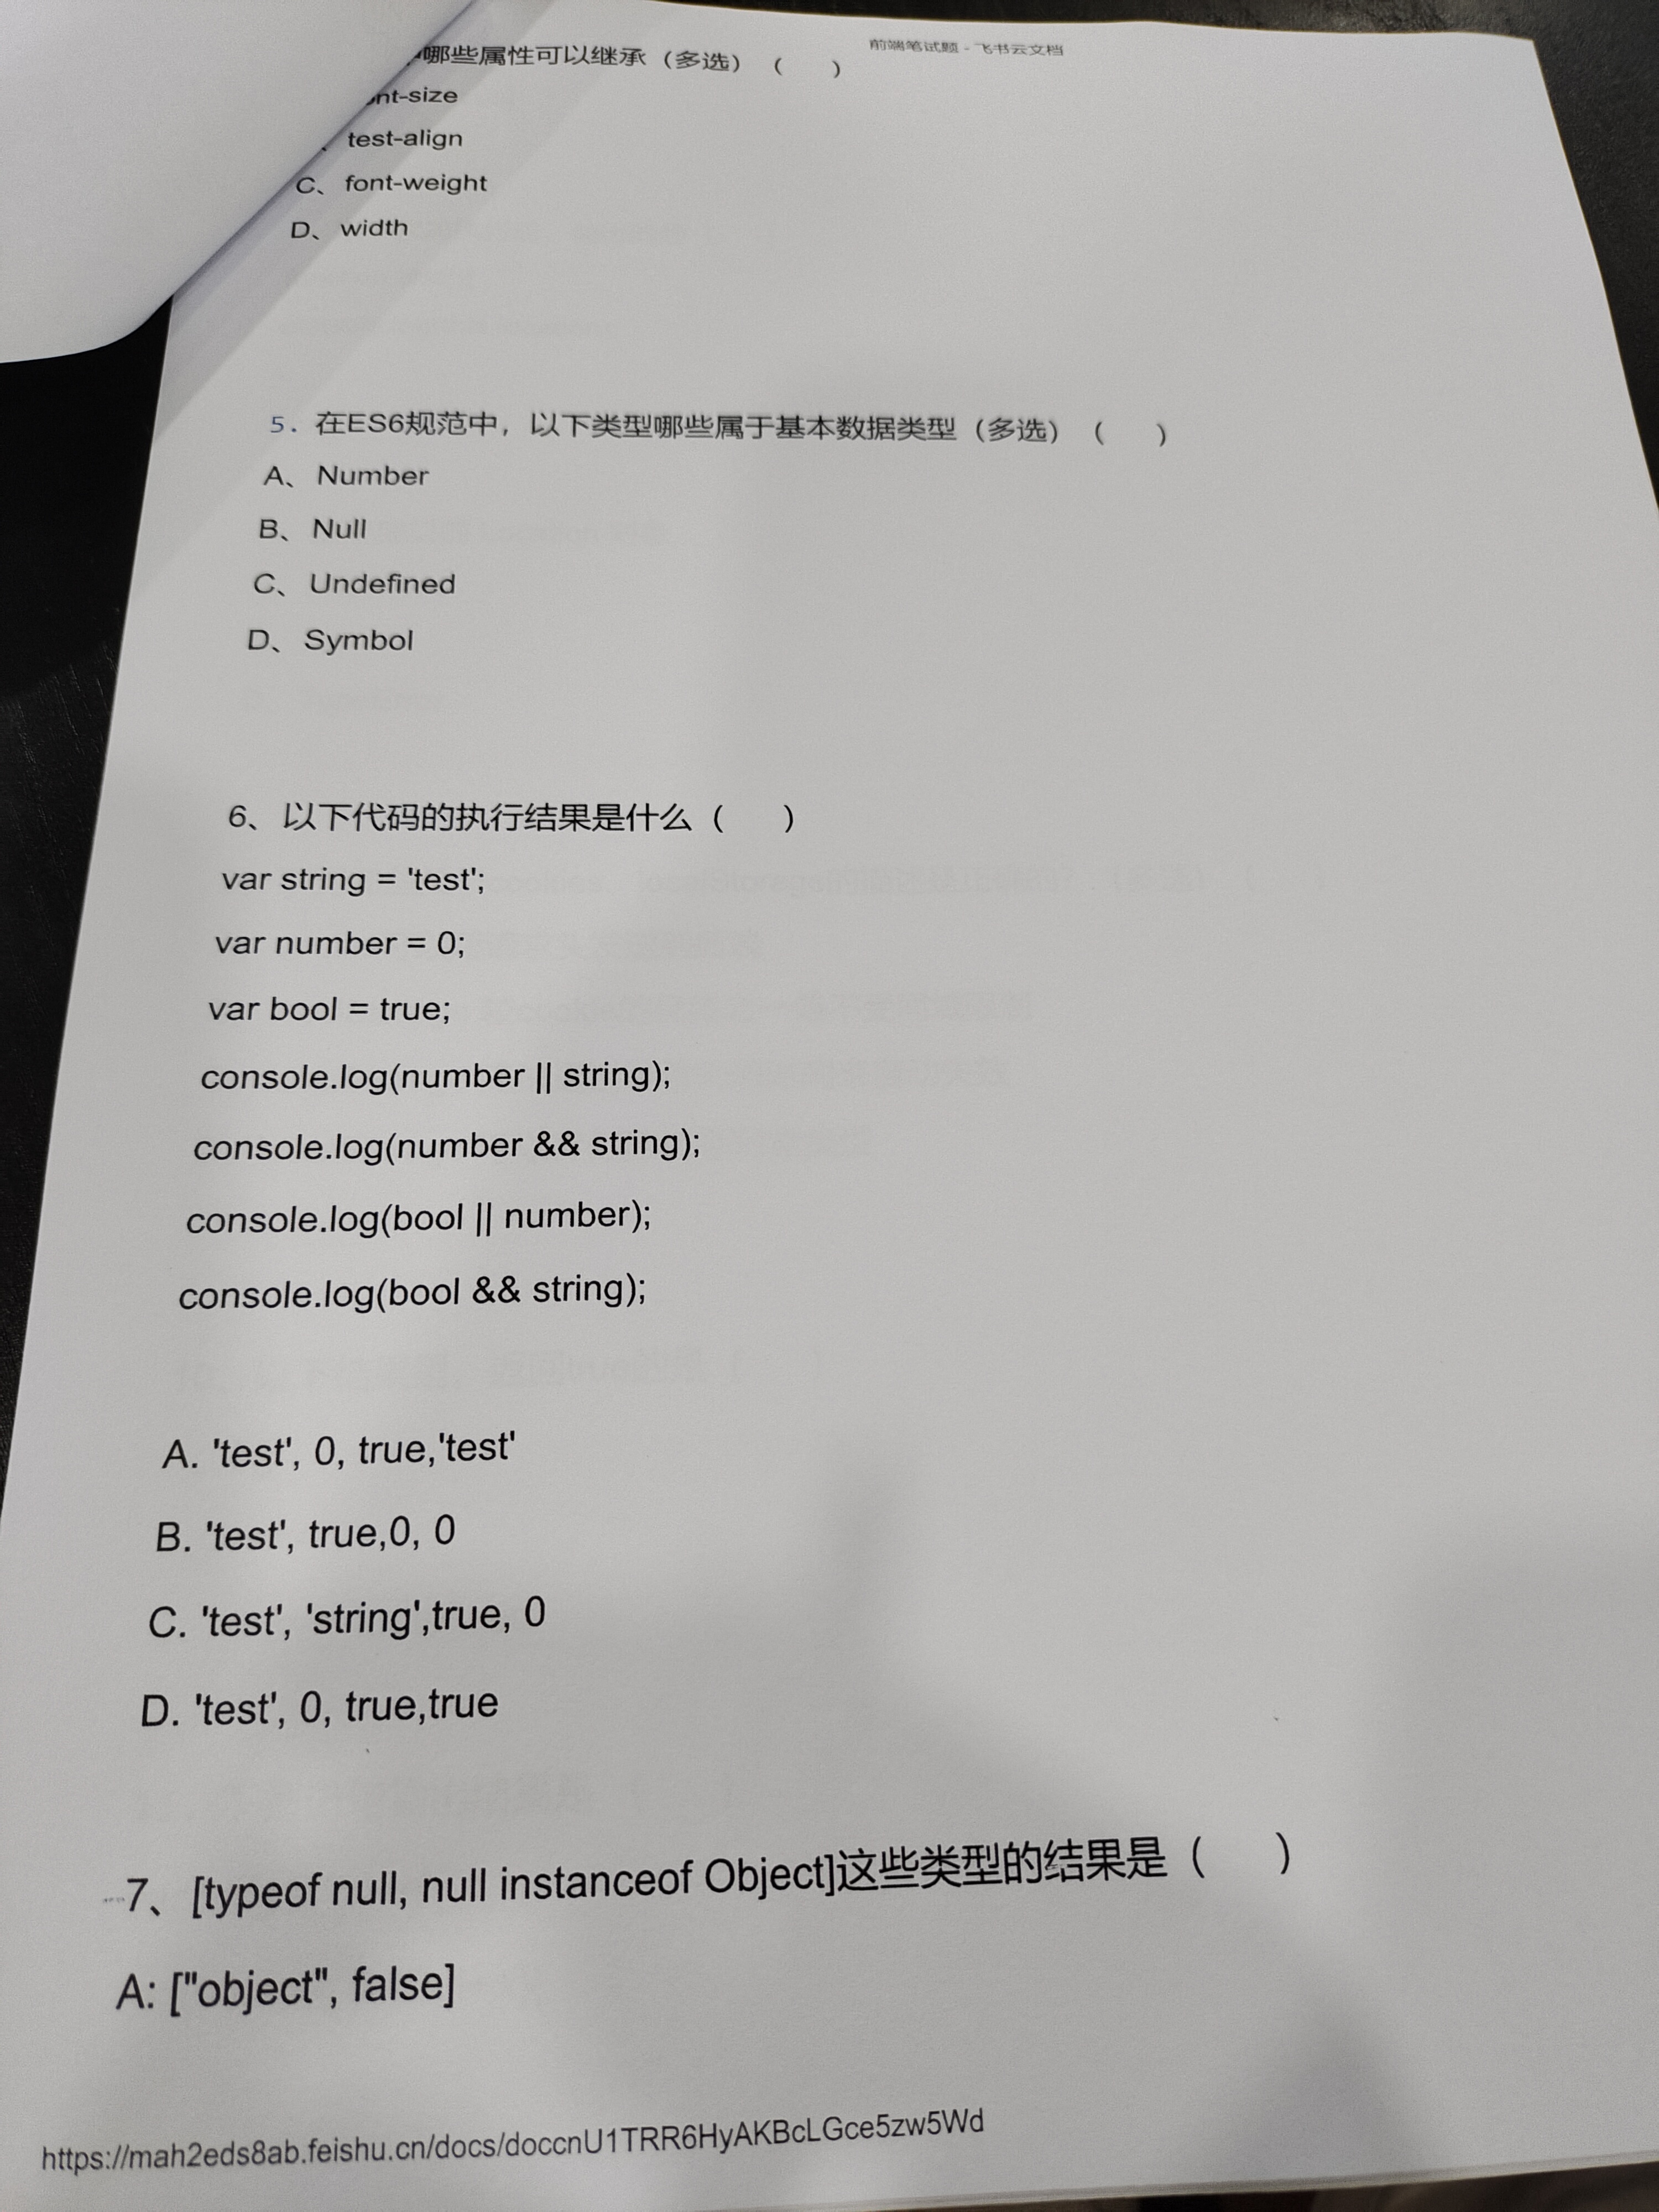 前端笔试题 - 飞书云文档
哪些属性可以继承（多选）（ ）
nt-size
、 test-align
C、 font-weight
D、 width
5. 在ES6规范中，以下类型哪些属于基本数据类型（多选）（ ）
A、 Number
B、 Null
C、 Undefined
D、 Symbol
6、以下代码的执行结果是什么（ ）
var string = 'test';
var number = 0;
var bool = true;
console.log(number || string);
console.log(number && string);
console.log(bool || number);
console.log(bool && string);
A. 'test', 0, true,'test'
B. 'test', true,0, 0
C. 'test', 'string',true, 0
D. 'test', 0, true,true
7、[typeof null, null instanceof Object]这些类型的结果是（ ）
A: ["object", false]
https://mah2eds8ab.feishu.cn/docs/doccnU1TRR6HyAKBcLGce5zw5Wd